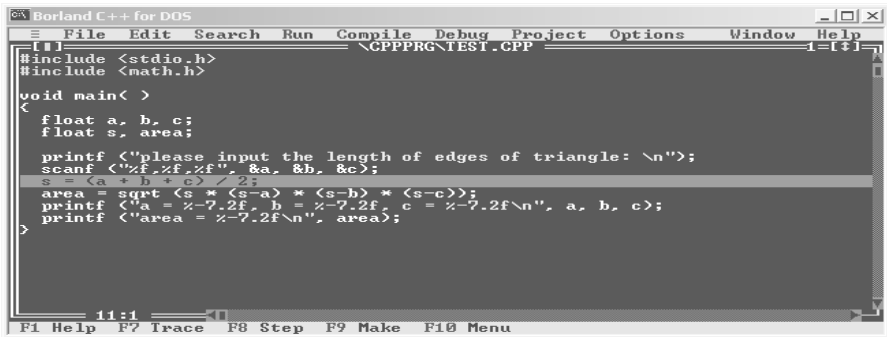 Borland C++ for DOS
≡ File Edit Search Run Compile Debug Project Options Window Help
[▪] \CPPPRG\TEST.CPP 1=[↕]
#include <stdio.h>
#include <math.h>
void main( )
{
float a, b, c;
float s, area;
printf ("please input the length of edges of triangle: \n");
scanf ("%f,%f,%f", &a, &b, &c);
s = (a + b + c) / 2;
area = sqrt (s * (s-a) * (s-b) * (s-c));
printf ("a = %-7.2f, b = %-7.2f, c = %-7.2f\n", a, b, c);
printf ("area = %-7.2f\n", area);
}
11:1
F1 Help F7 Trace F8 Step F9 Make F10 Menu